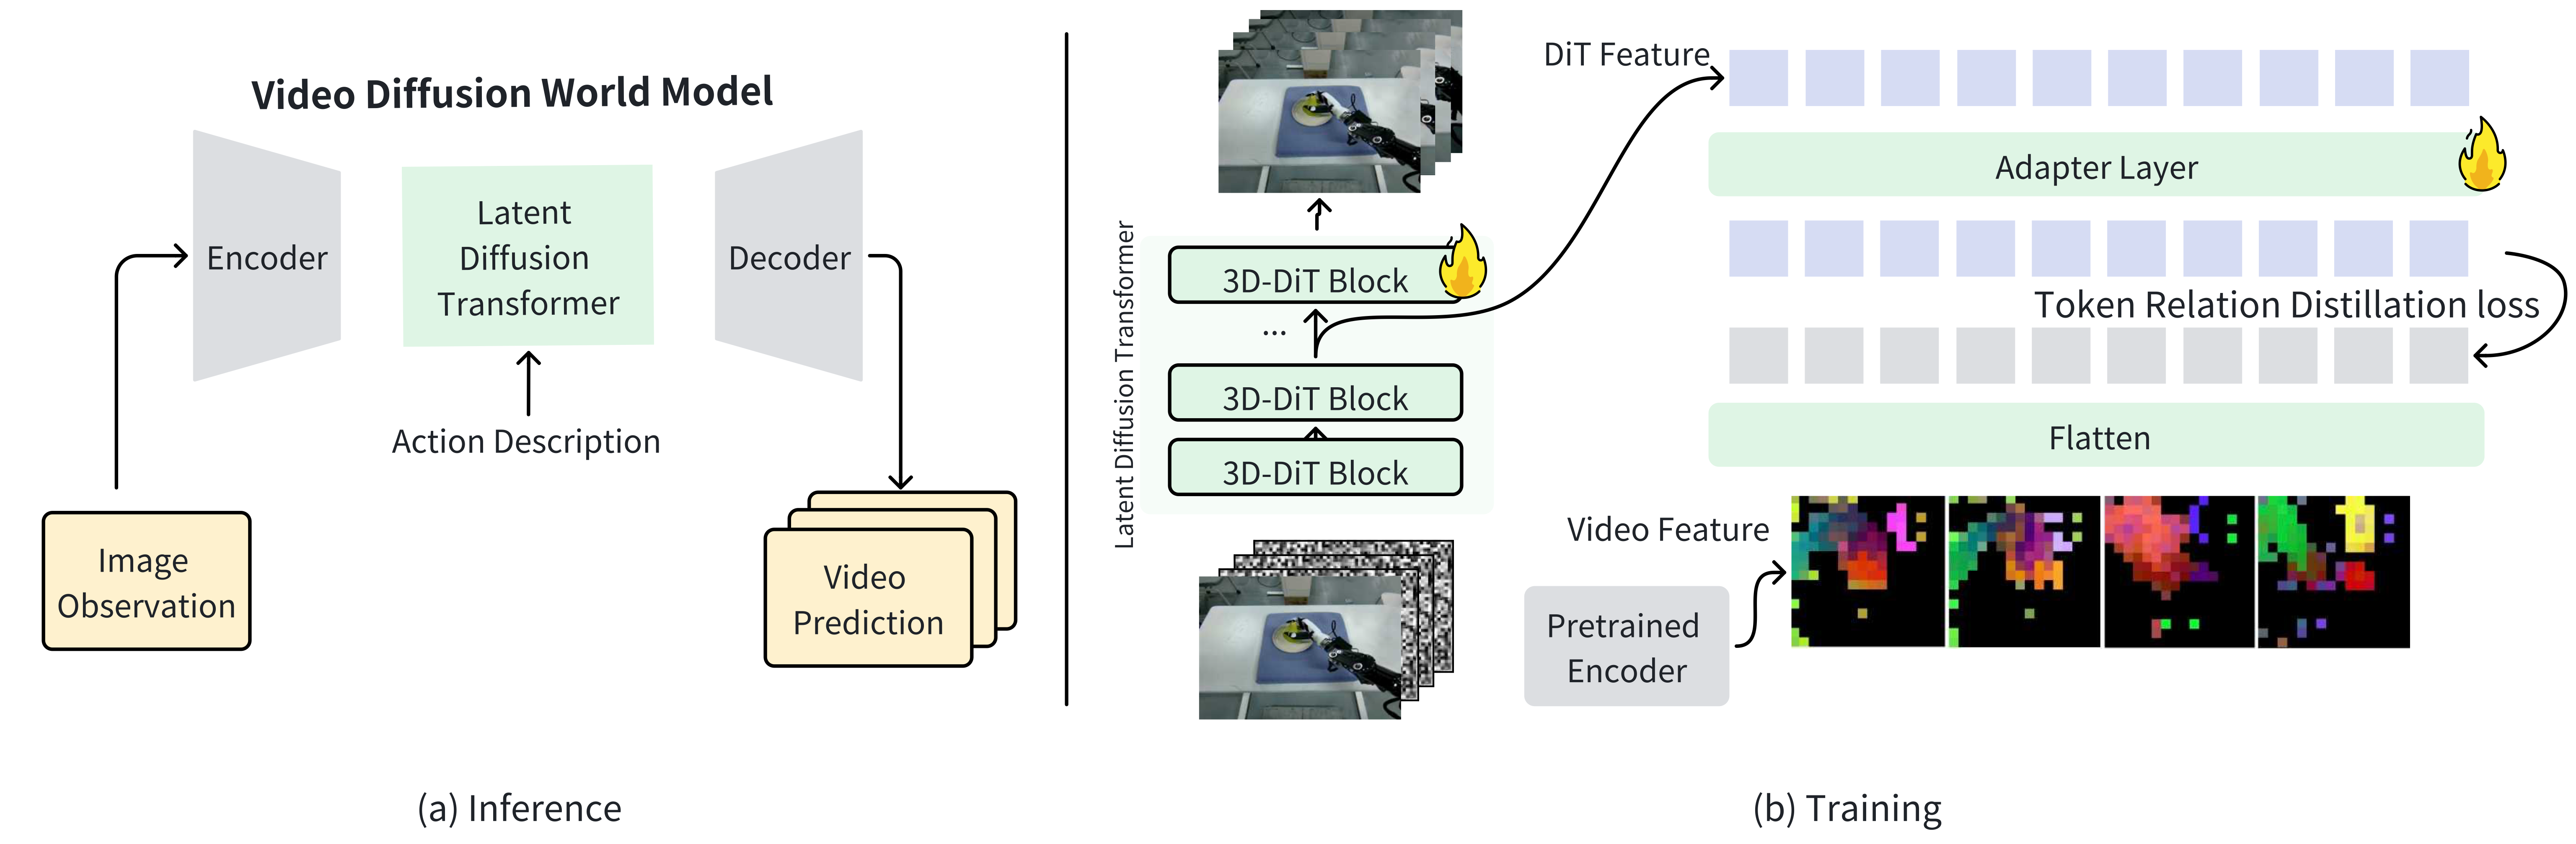 Video Diffusion World Model
Encoder
Latent
Diffusion
Transformer
Decoder
Action Description
Image
Observation
Video
Prediction
(a) Inference
Latent Diffusion Transformer
3D-DiT Block
...
3D-DiT Block
3D-DiT Block
DiT Feature
Adapter Layer
Token Relation Distillation loss
Flatten
Video Feature
Pretrained
Encoder
(b) Training